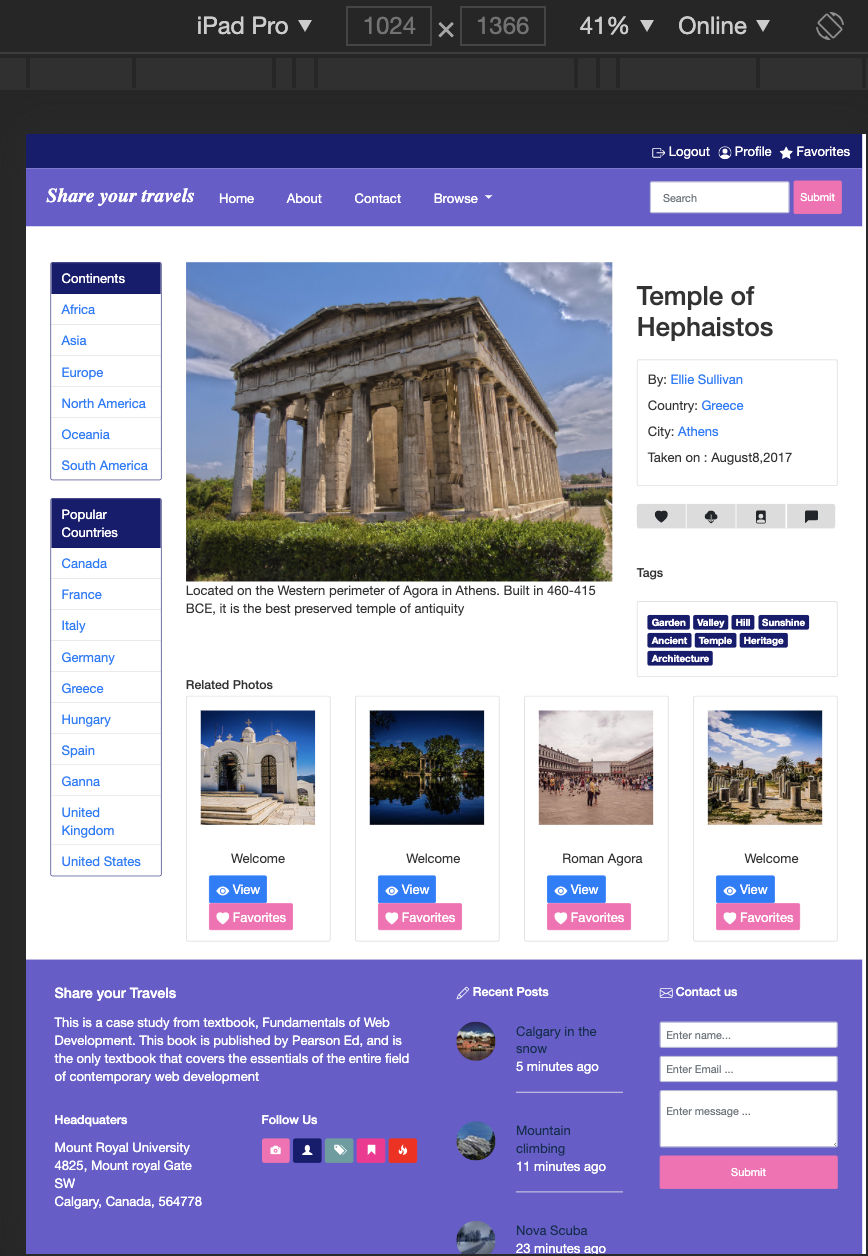 iPad Pro ▼ 1024 × 1366 41% ▼ Online ▼
Logout Profile Favorites
Share your travels Home About Contact Browse Search Submit
Continents
Africa
Asia
Europe
North America
Oceania
South America
Popular
Countries
Canada
France
Italy
Germany
Greece
Hungary
Spain
Ganna
United
Kingdom
United States
Located on the Western perimeter of Agora in Athens. Built in 460-415
BCE, it is the best preserved temple of antiquity
Temple of
Hephaistos
By: Ellie Sullivan
Country: Greece
City: Athens
Taken on : August8,2017
Tags
Garden Valley Hill Sunshine
Ancient Temple Heritage
Architecture
Related Photos
Welcome
View
Favorites
Welcome
View
Favorites
Roman Agora
View
Favorites
Welcome
View
Favorites
Share your Travels
This is a case study from textbook, Fundamentals of Web
Development. This book is published by Pearson Ed, and is
the only textbook that covers the essentials of the entire field
of contemporary web development
Headquaters
Mount Royal University
4825, Mount royal Gate
SW
Calgary, Canada, 564778
Follow Us
Recent Posts
Calgary in the
snow
5 minutes ago
Mountain
climbing
11 minutes ago
Nova Scuba
23 minutes ago
Contact us
Enter name...
Enter Email ...
Enter message ...
Submit